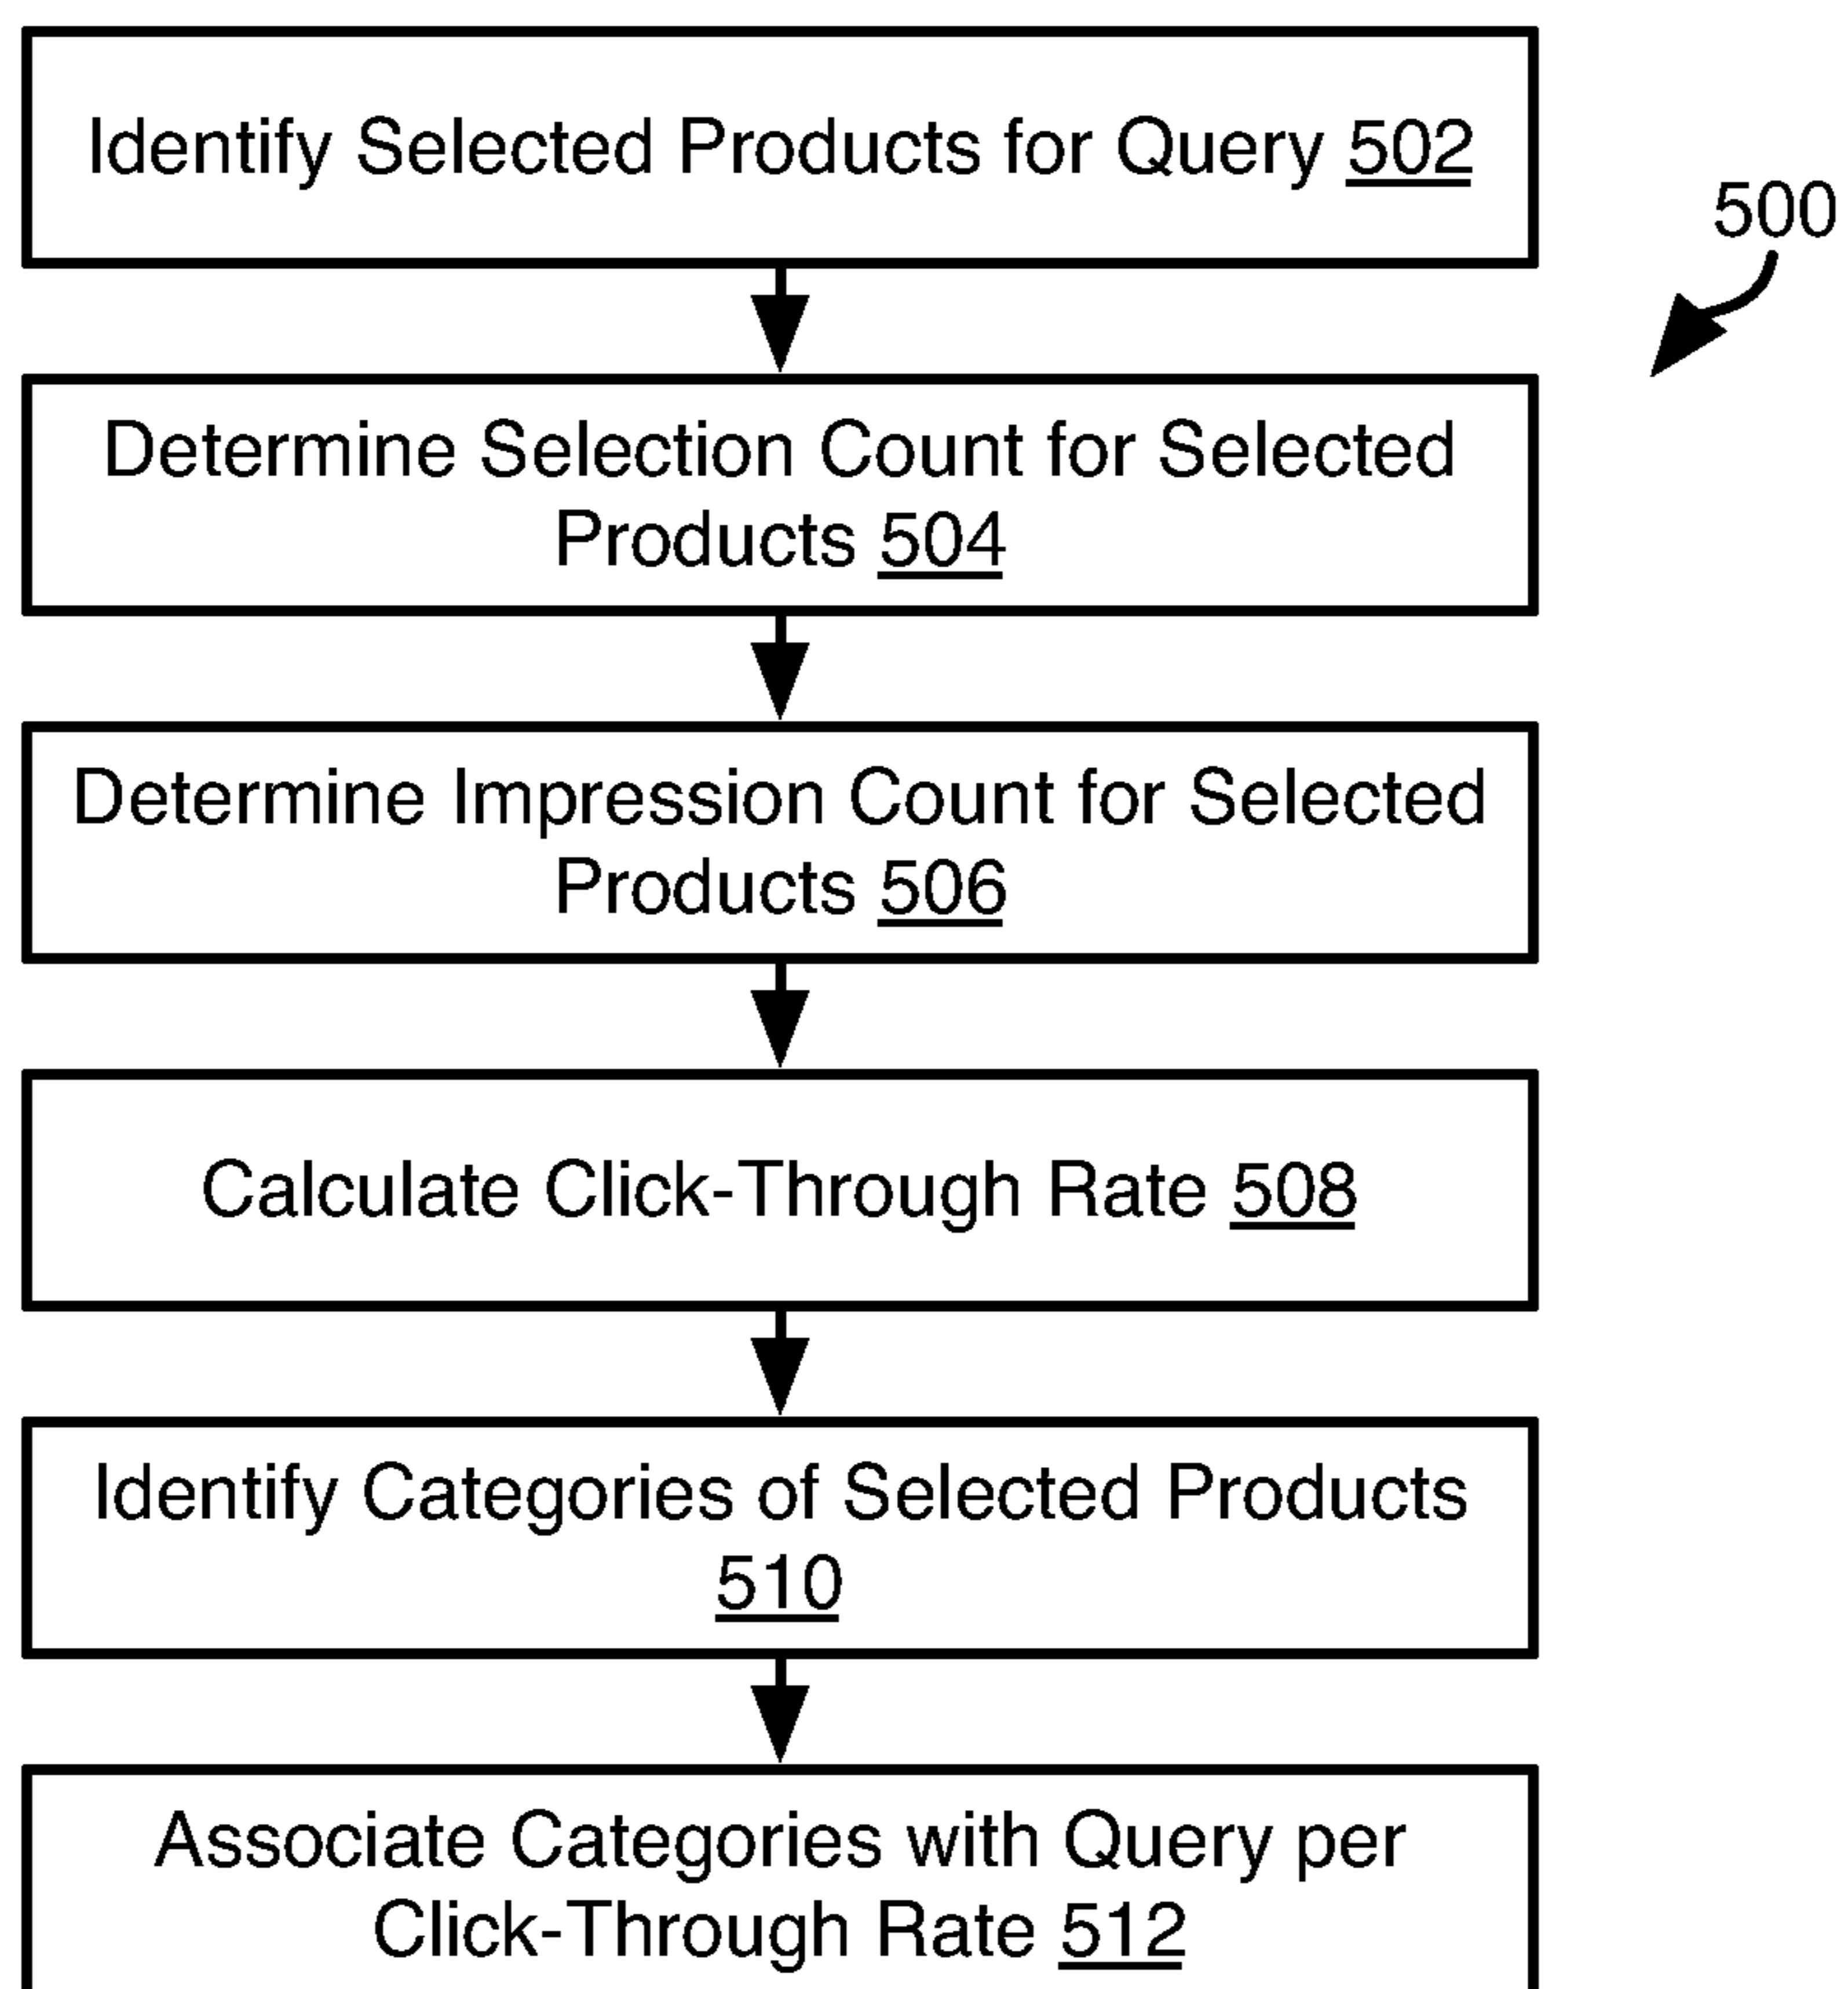 Identify Selected Products for Query 502
500
Determine Selection Count for Selected
Products 504
Determine Impression Count for Selected
Products 506
Calculate Click-Through Rate 508
Identify Categories of Selected Products
510
Associate Categories with Query per
Click-Through Rate 512